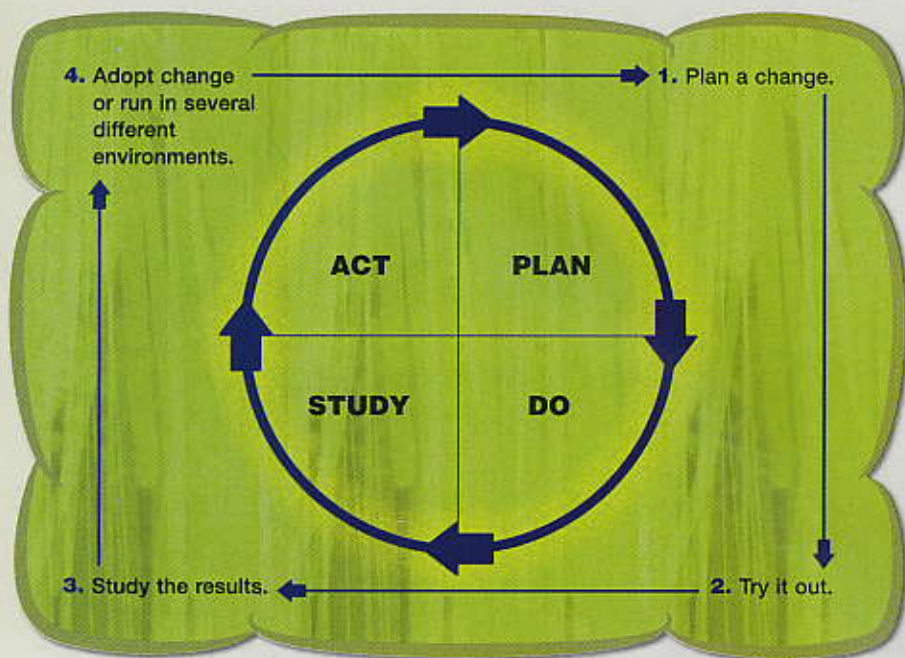 4. Adopt change
or run in several
different
environments.
1. Plan a change.
ACT
PLAN
STUDY
DO
3. Study the results.
2. Try it out.